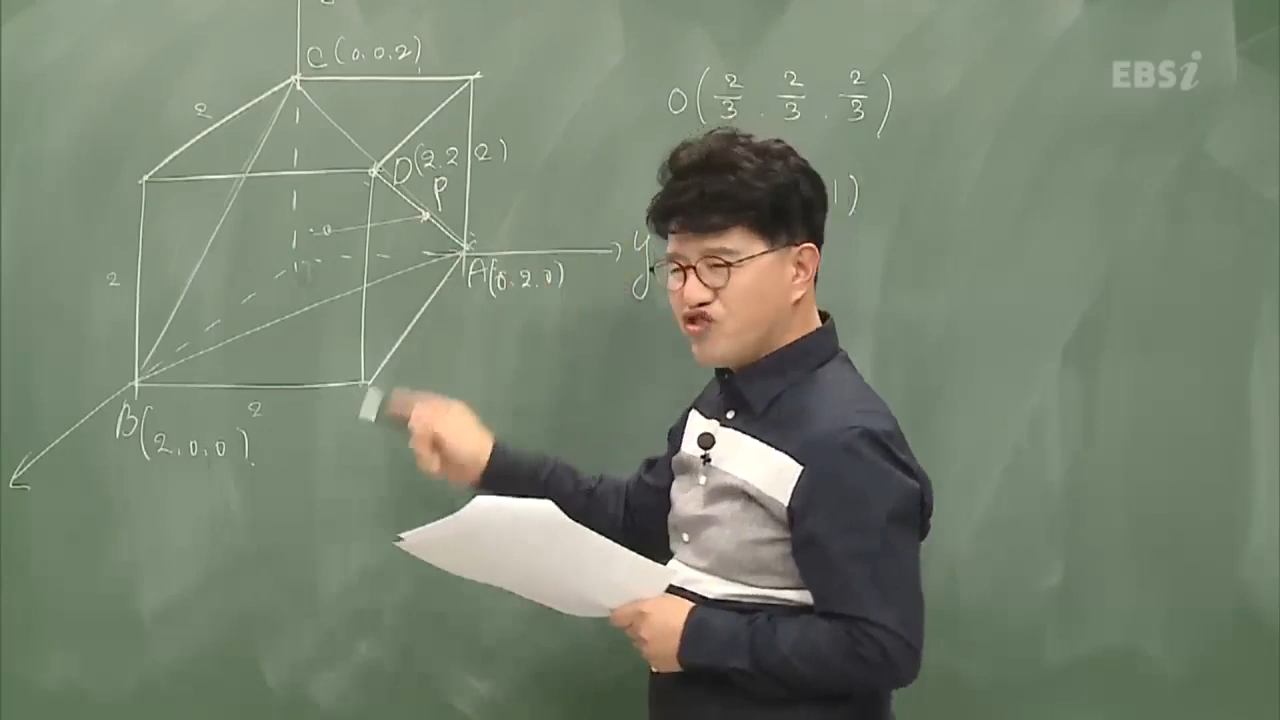 C(0.0.2)
EBSi
O(2/3 . 2/3 . 2/3)
2
D(2.2.2)
P
1)
y
A(0.2.0)
2
2
B(2.0.0).